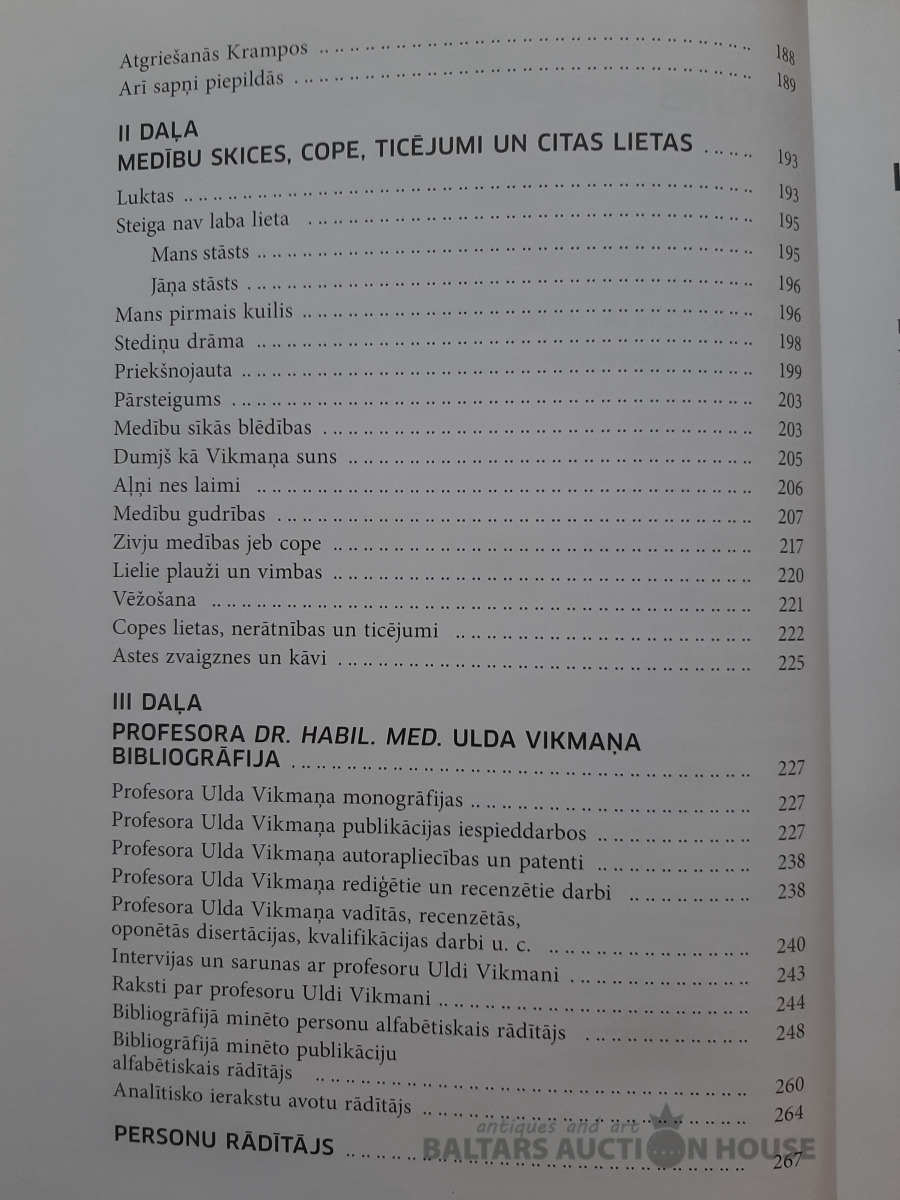 Atgriešanās Krampos 188
Arī sapņi piepildās 189
II DAĻA
MEDĪBU SKICES, COPE, TICĒJUMI UN CITAS LIETAS 193
Luktas 193
Steiga nav laba lieta 195
Mans stāsts 195
Jāņa stāsts 196
Mans pirmais kuilis 196
Stediņu drāma 198
Priekšnojauta 199
Pārsteigums 203
Medību sīkās blēdības 203
Dumjš kā Vikmaņa suns 205
Aļņi nes laimi 206
Medību gudrības 207
Zivju medības jeb cope 217
Lielie plauži un vimbas 220
Vēžošana 221
Copes lietas, nerātnības un ticējumi 222
Astes zvaigznes un kāvi 225
III DAĻA
PROFESORA DR. HABIL. MED. ULDA VIKMAŅA
BIBLIOGRĀFIJA 227
Profesora Ulda Vikmaņa monogrāfijas 227
Profesora Ulda Vikmaņa publikācijas iespieddarbos 227
Profesora Ulda Vikmaņa autorapliecības un patenti 238
Profesora Ulda Vikmaņa rediģētie un recenzētie darbi 238
Profesora Ulda Vikmaņa vadītās, recenzētās,
oponētās disertācijas, kvalifikācijas darbi u. c. 240
Intervijas un sarunas ar profesoru Uldi Vikmani 243
Raksti par profesoru Uldi Vikmani 244
Bibliogrāfijā minēto personu alfabētiskais rādītājs 248
Bibliogrāfijā minēto publikāciju
alfabētiskais rādītājs 260
Analītisko ierakstu avotu rādītājs 264
PERSONU RĀDĪTĀJS 267
antiques and art
BALTARS AUCTION HOUSE